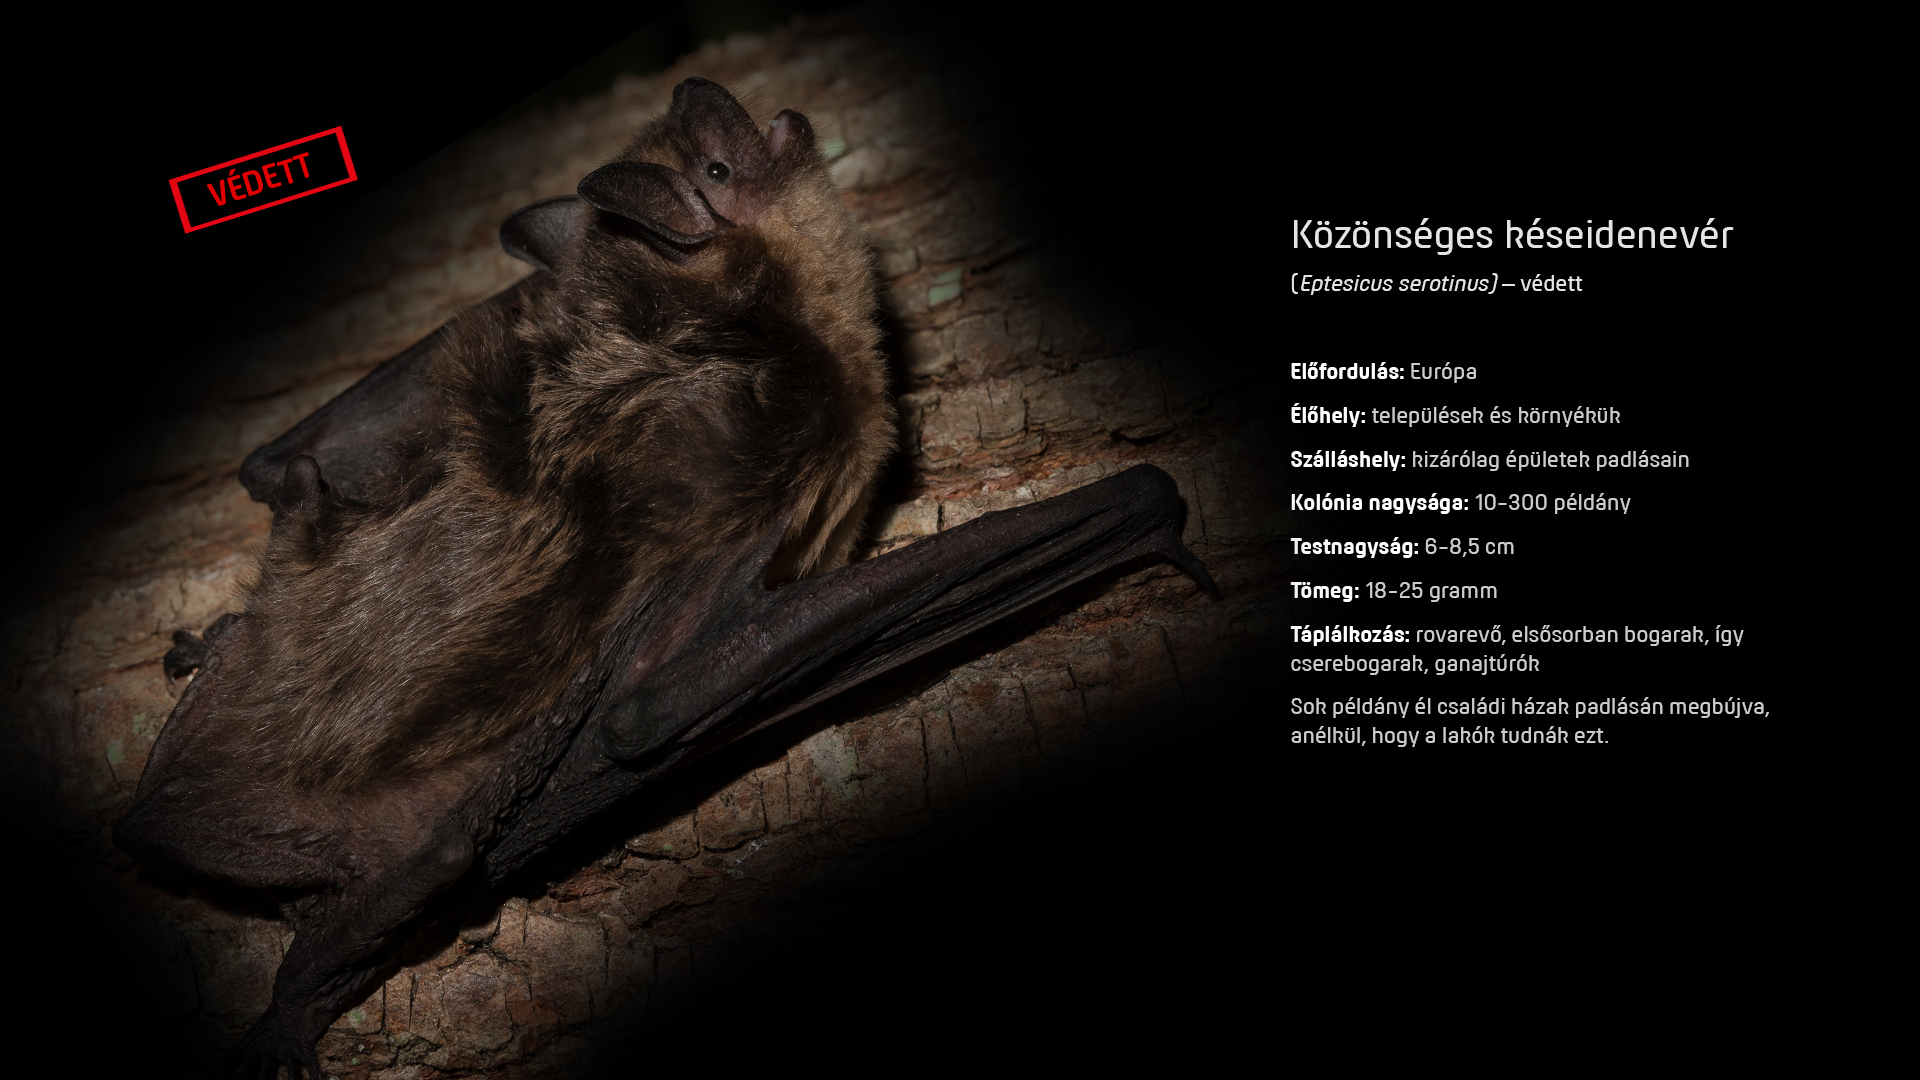 VÉDETT
Közönséges késeidenevér
(Eptesicus serotinus) – védett
Előfordulás: Európa
Élőhely: települések és környékük
Szálláshely: kizárólag épületek padlásain
Kolónia nagysága: 10-300 példány
Testnagyság: 6-8,5 cm
Tömeg: 18-25 gramm
Táplálkozás: rovarevő, elsősorban bogarak, így
cserebogarak, ganajtúrók
Sok példány él családi házak padlásán megbújva,
anélkül, hogy a lakók tudnák ezt.